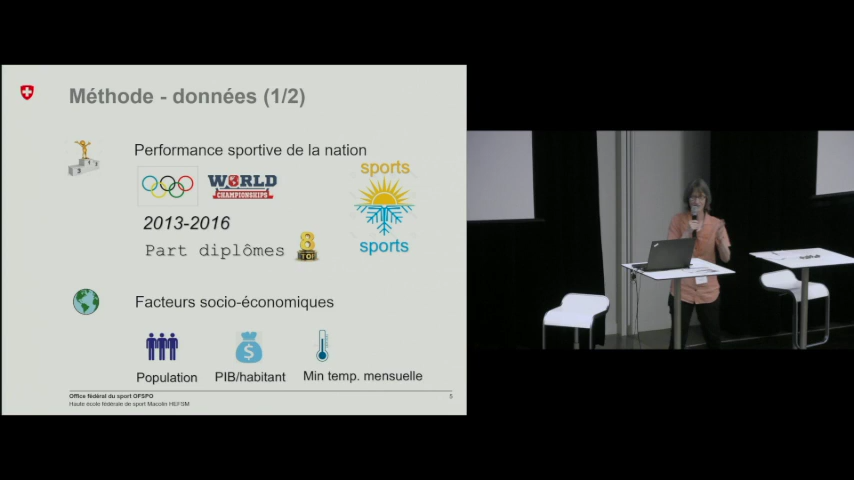 Méthode - données (1/2)
Performance sportive de la nation
WORLD
CHAMPIONSHIPS
sports
2013-2016
Part diplômes
8
TOP
sports
Facteurs socio-économiques
$
Population
PIB/habitant
Min temp. mensuelle
Office fédéral du sport OFSPO
Haute école fédérale de sport Macolin HEFSM
5